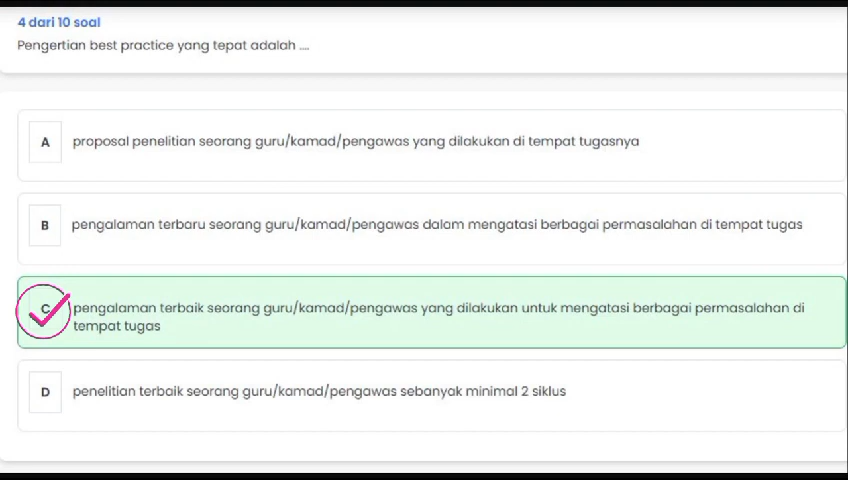 4 dari 10 soal
Pengertian best practice yang tepat adalah ....
A proposal penelitian seorang guru/kamad/pengawas yang dilakukan di tempat tugasnya
B pengalaman terbaru seorang guru/kamad/pengawas dalam mengatasi berbagai permasalahan di tempat tugas
C pengalaman terbaik seorang guru/kamad/pengawas yang dilakukan untuk mengatasi berbagai permasalahan di
tempat tugas
D penelitian terbaik seorang guru/kamad/pengawas sebanyak minimal 2 siklus